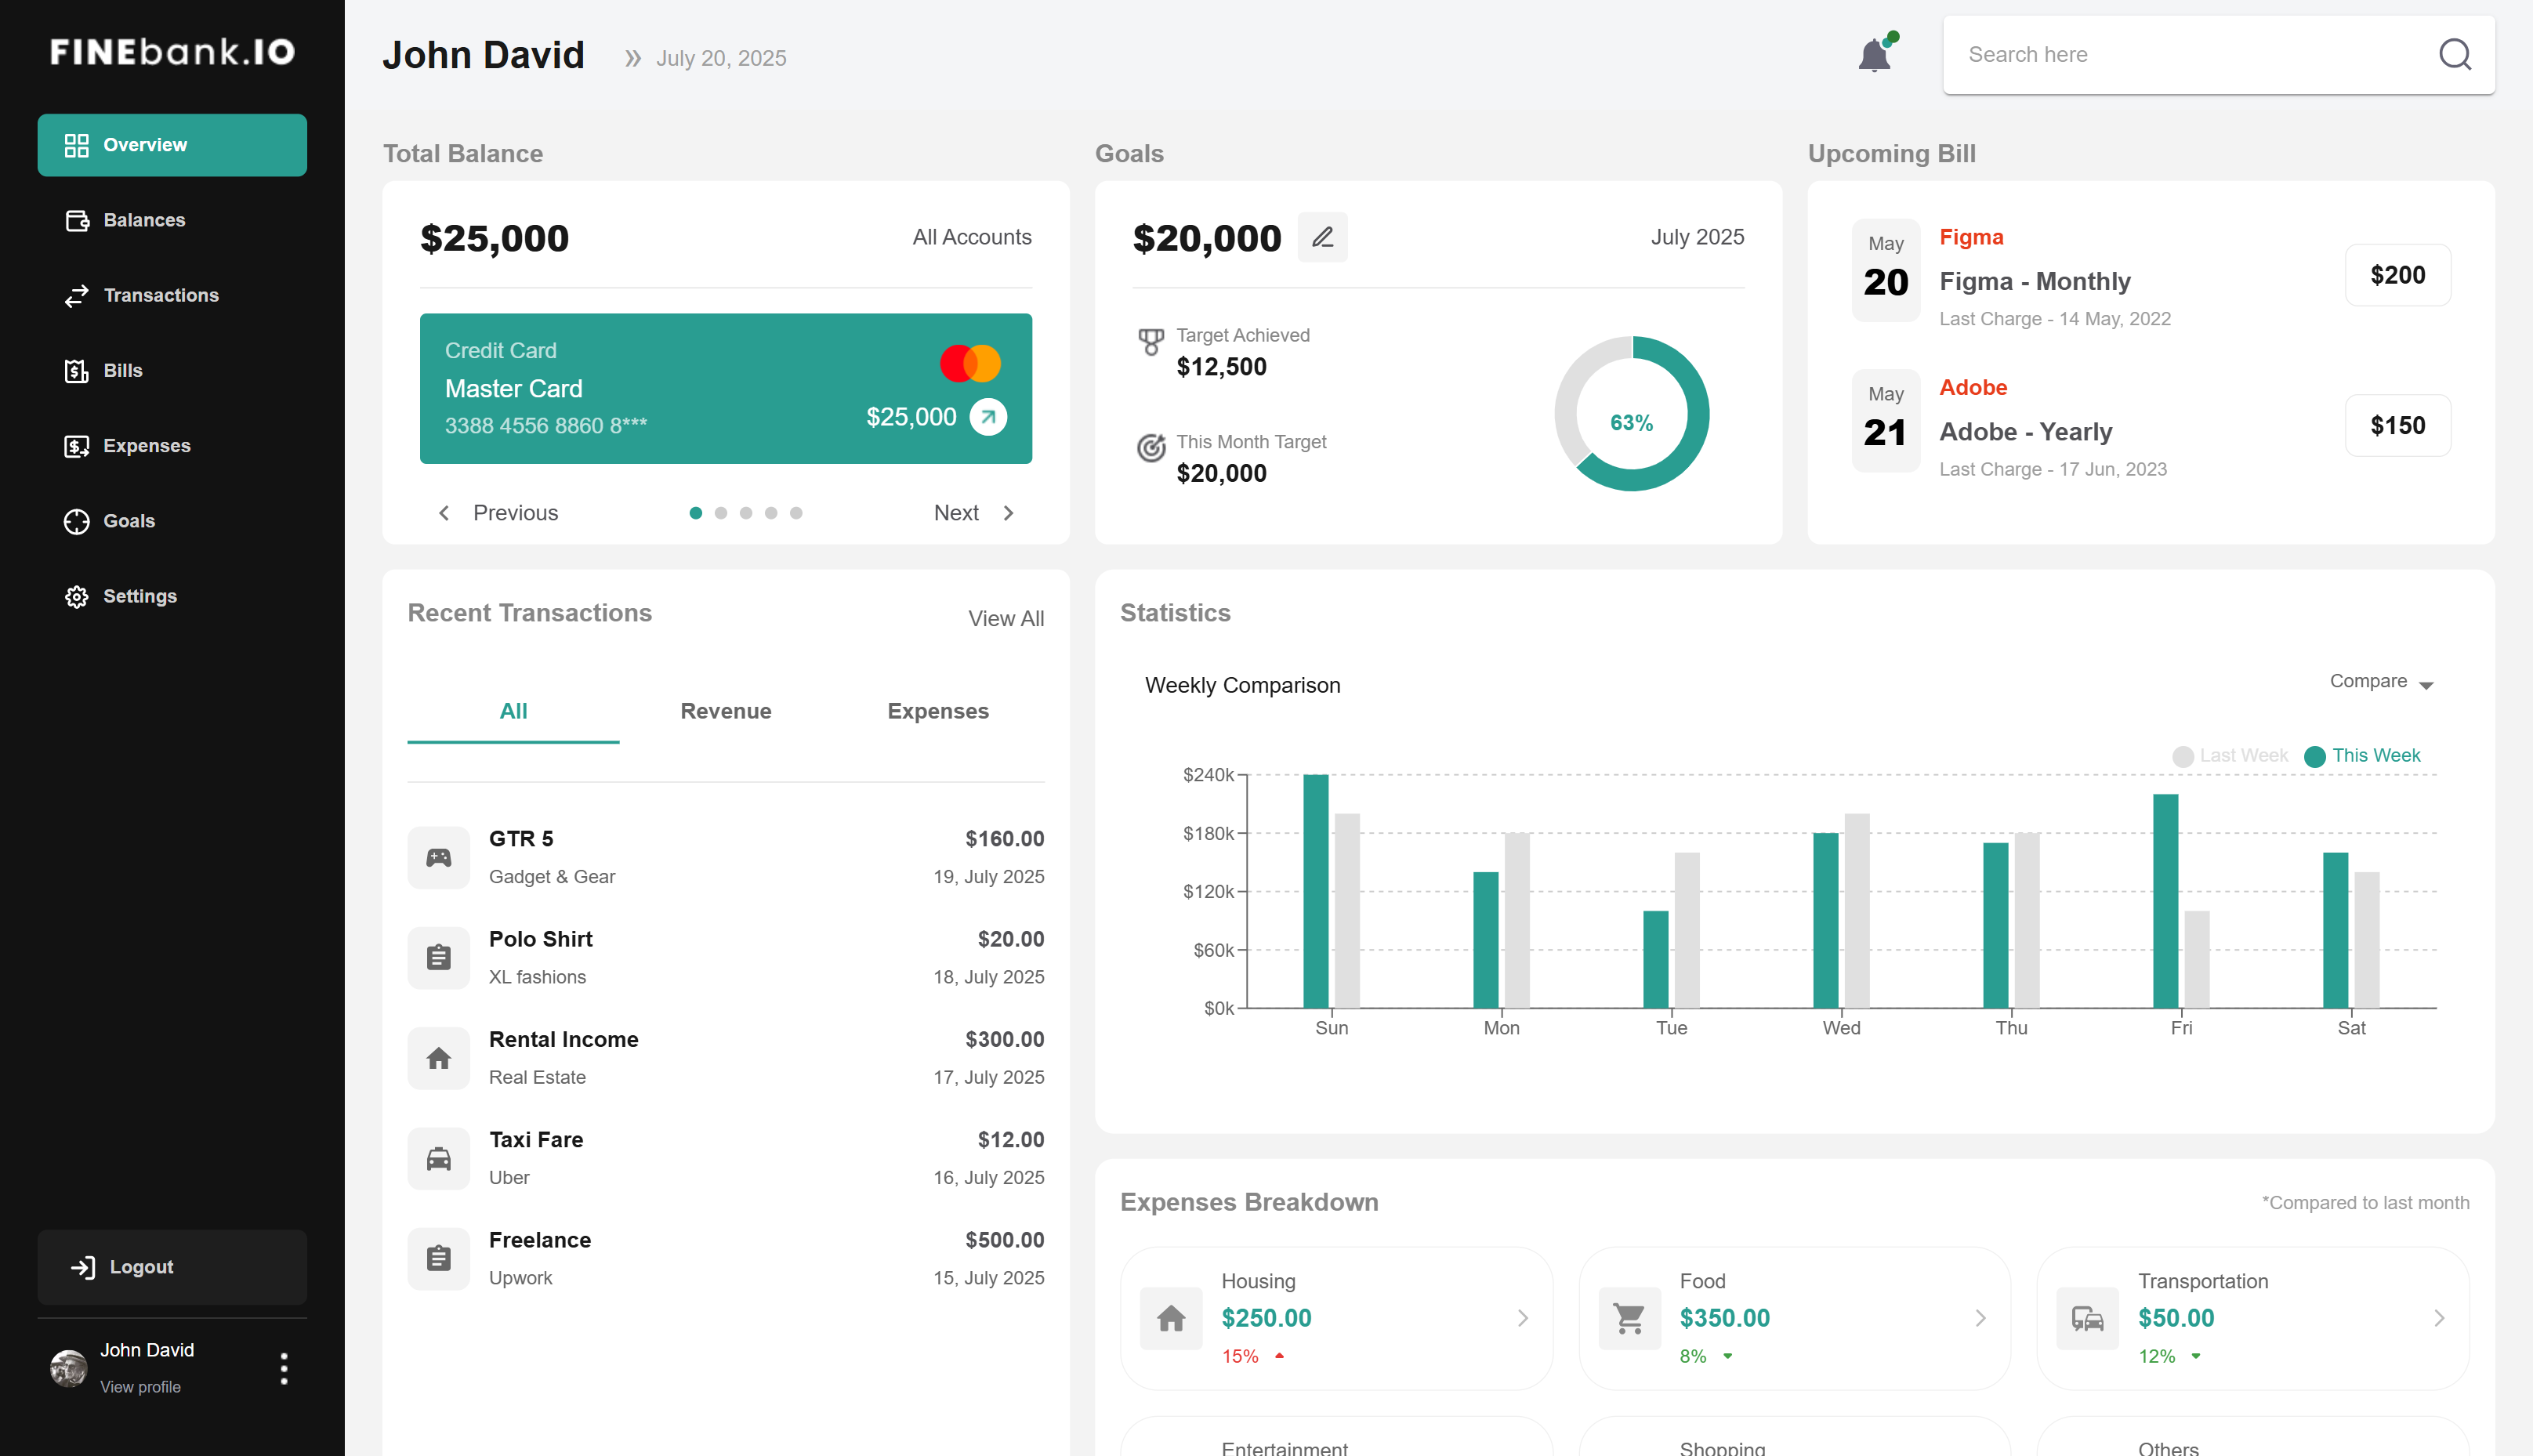 FINEbank.IO
Overview
Balances
Transactions
Bills
Expenses
Goals
Settings
Logout
John David
View profile
John David
July 20, 2025
Search here
Total Balance
$25,000
All Accounts
Credit Card
Master Card
3388 4556 8860 8***
$25,000
Previous
Next
Goals
$20,000
July 2025
Target Achieved
$12,500
This Month Target
$20,000
63%
Upcoming Bill
May
20
Figma
Figma - Monthly
Last Charge - 14 May, 2022
$200
May
21
Adobe
Adobe - Yearly
Last Charge - 17 Jun, 2023
$150
Recent Transactions
View All
All
Revenue
Expenses
GTR 5
$160.00
Gadget & Gear
19, July 2025
Polo Shirt
$20.00
XL fashions
18, July 2025
Rental Income
$300.00
Real Estate
17, July 2025
Taxi Fare
$12.00
Uber
16, July 2025
Freelance
$500.00
Upwork
15, July 2025
Statistics
Weekly Comparison
Compare
Last Week
This Week
$240k
$180k
$120k
$60k
$0k
Sun
Mon
Tue
Wed
Thu
Fri
Sat
Expenses Breakdown
*Compared to last month
Housing
$250.00
15%
Food
$350.00
8%
Transportation
$50.00
12%
Entertainment
Shopping
Others